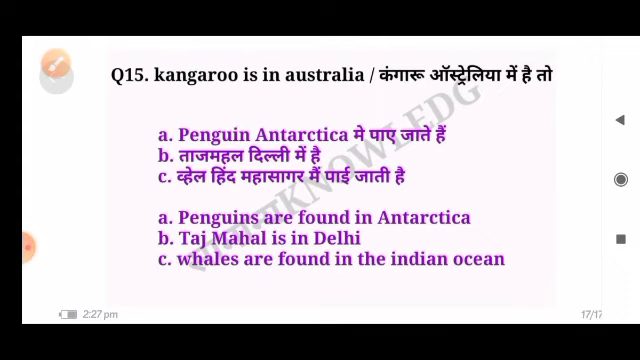 Q15. kangaroo is in australia / कंगारू ऑस्ट्रेलिया में है तो
a. Penguin Antarctica मे पाए जाते हैं
b. ताजमहल दिल्ली में है
c. व्हेल हिंद महासागर मैं पाई जाती है
a. Penguins are found in Antarctica
b. Taj Mahal is in Delhi
c. whales are found in the indian ocean
KNOWLEDG
2:27 pm
17/17